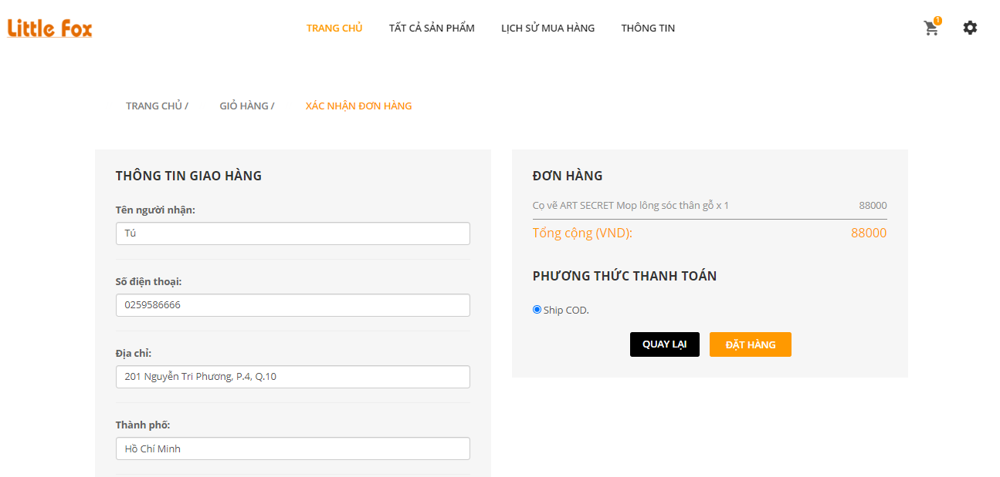 Little Fox
TRANG CHỦ TẤT CẢ SẢN PHẨM LỊCH SỬ MUA HÀNG THÔNG TIN
1
TRANG CHỦ / GIỎ HÀNG / XÁC NHẬN ĐƠN HÀNG
THÔNG TIN GIAO HÀNG
Tên người nhận:
Tú
Số điện thoại:
0259586666
Địa chỉ:
201 Nguyễn Tri Phương, P.4, Q.10
Thành phố:
Hồ Chí Minh
ĐƠN HÀNG
Cọ vẽ ART SECRET Mop lông sóc thân gỗ x 1 88000
Tổng cộng (VND): 88000
PHƯƠNG THỨC THANH TOÁN
Ship COD.
QUAY LẠI ĐẶT HÀNG